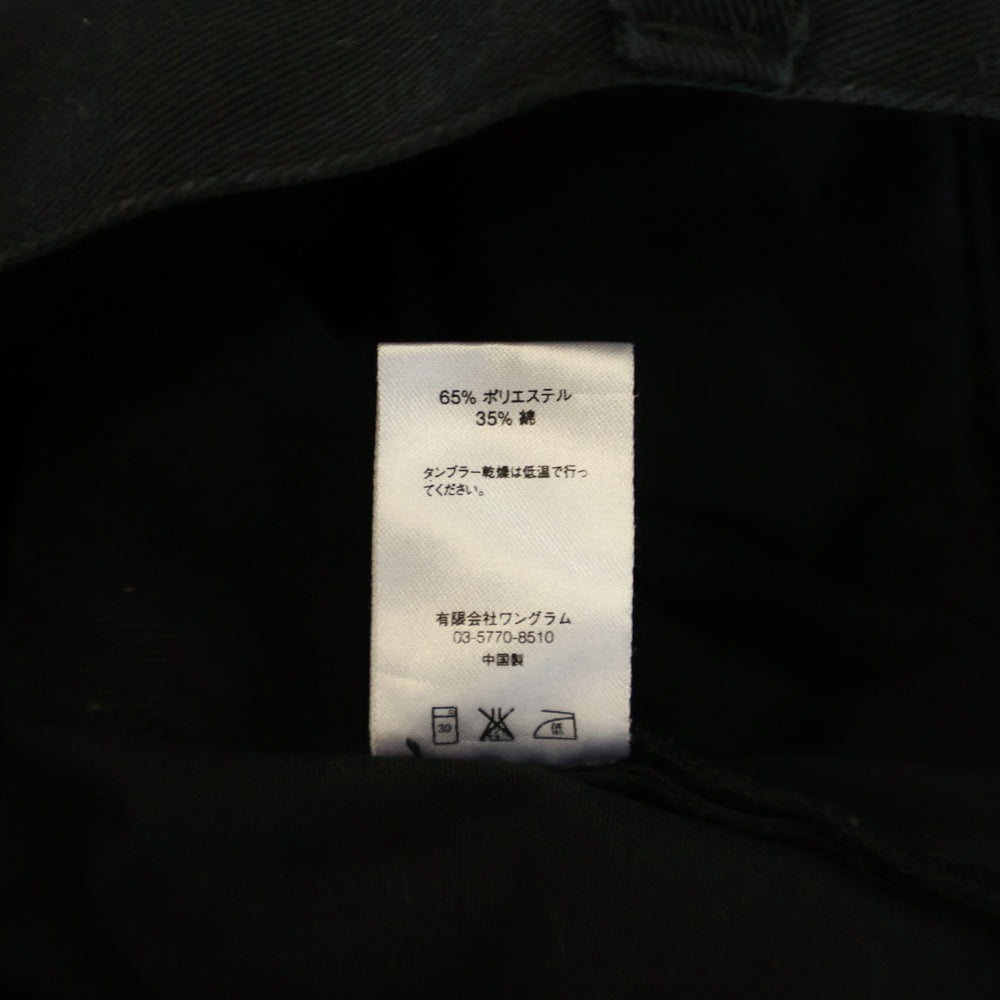 65% ポリエステル
35% 綿
タンブラー乾燥は低温で行っ
てください。
有限会社ワングラム
03-5770-8510
中国製
30 低